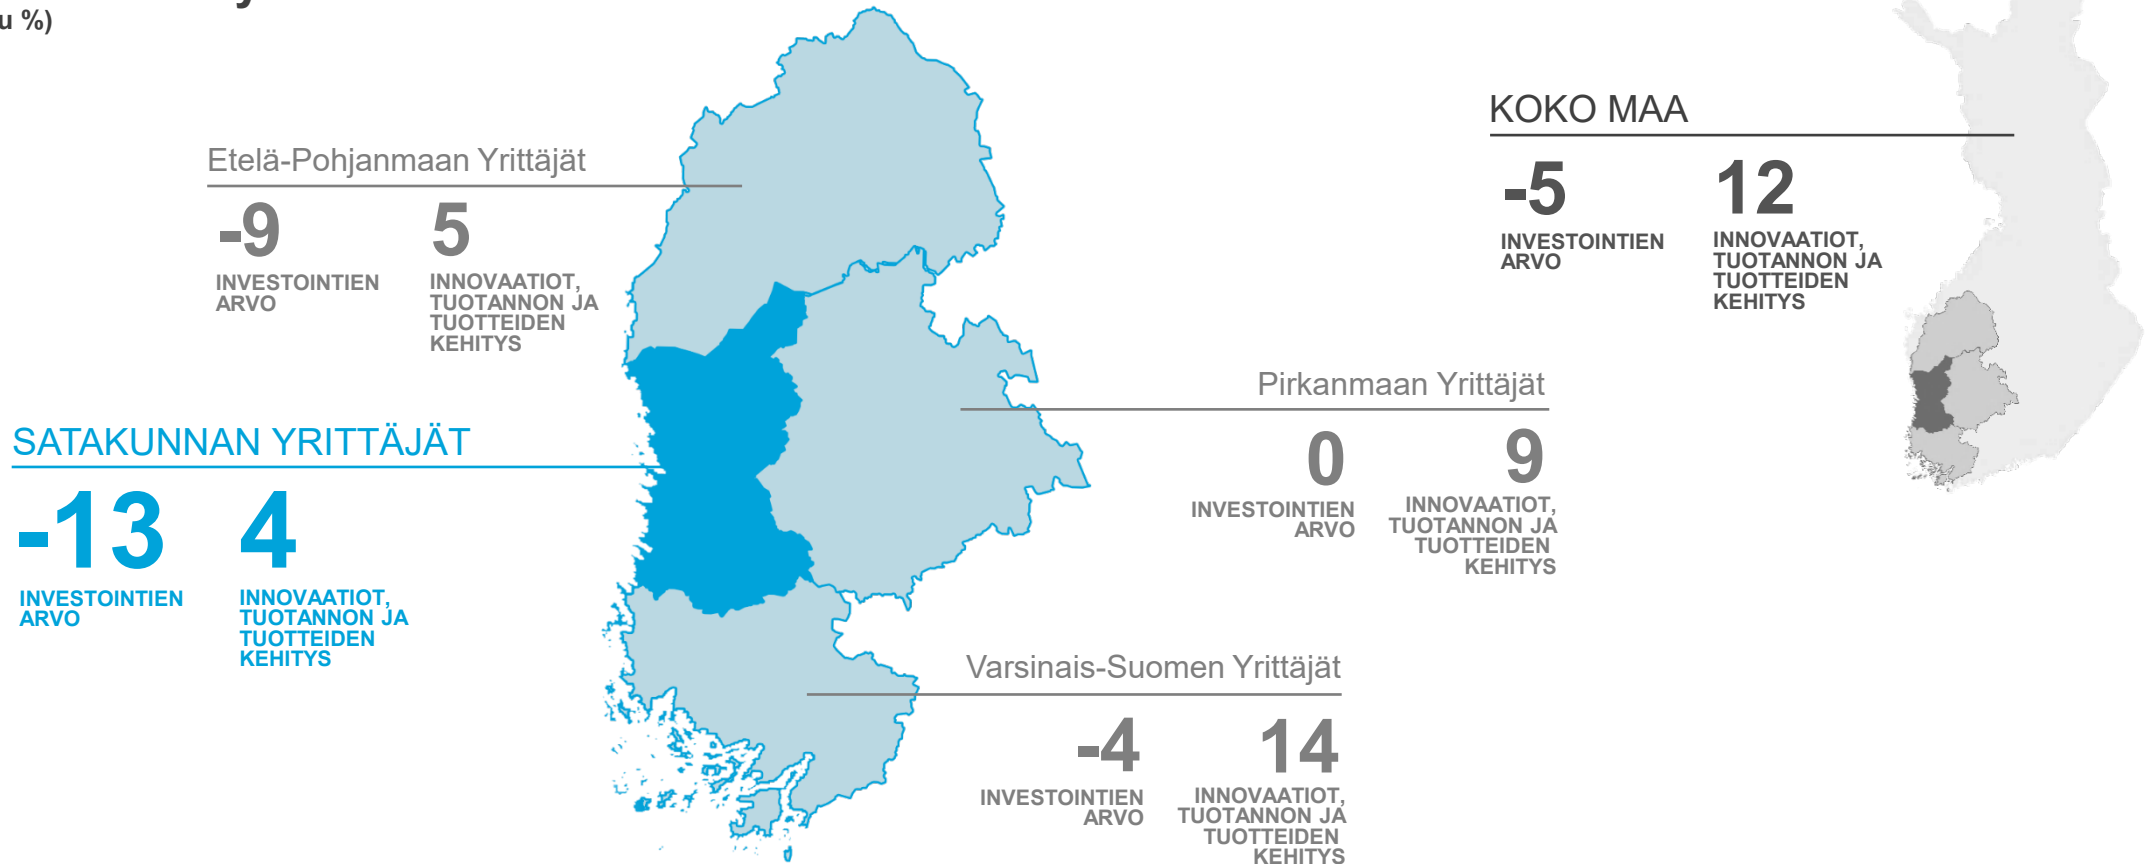 u %)
KOKO MAA
-5
INVESTOINTIEN
ARVO
12
INNOVAATIOT,
TUOTANNON JA
TUOTTEIDEN
KEHITYS
Etelä-Pohjanmaan Yrittäjät
-9
INVESTOINTIEN
ARVO
5
INNOVAATIOT,
TUOTANNON JA
TUOTTEIDEN
KEHITYS
Pirkanmaan Yrittäjät
0
INVESTOINTIEN
ARVO
9
INNOVAATIOT,
TUOTANNON JA
TUOTTEIDEN
KEHITYS
SATAKUNNAN YRITTÄJÄT
-13
INVESTOINTIEN
ARVO
4
INNOVAATIOT,
TUOTANNON JA
TUOTTEIDEN
KEHITYS
Varsinais-Suomen Yrittäjät
-4
INVESTOINTIEN
ARVO
14
INNOVAATIOT,
TUOTANNON JA
TUOTTEIDEN
KEHITYS